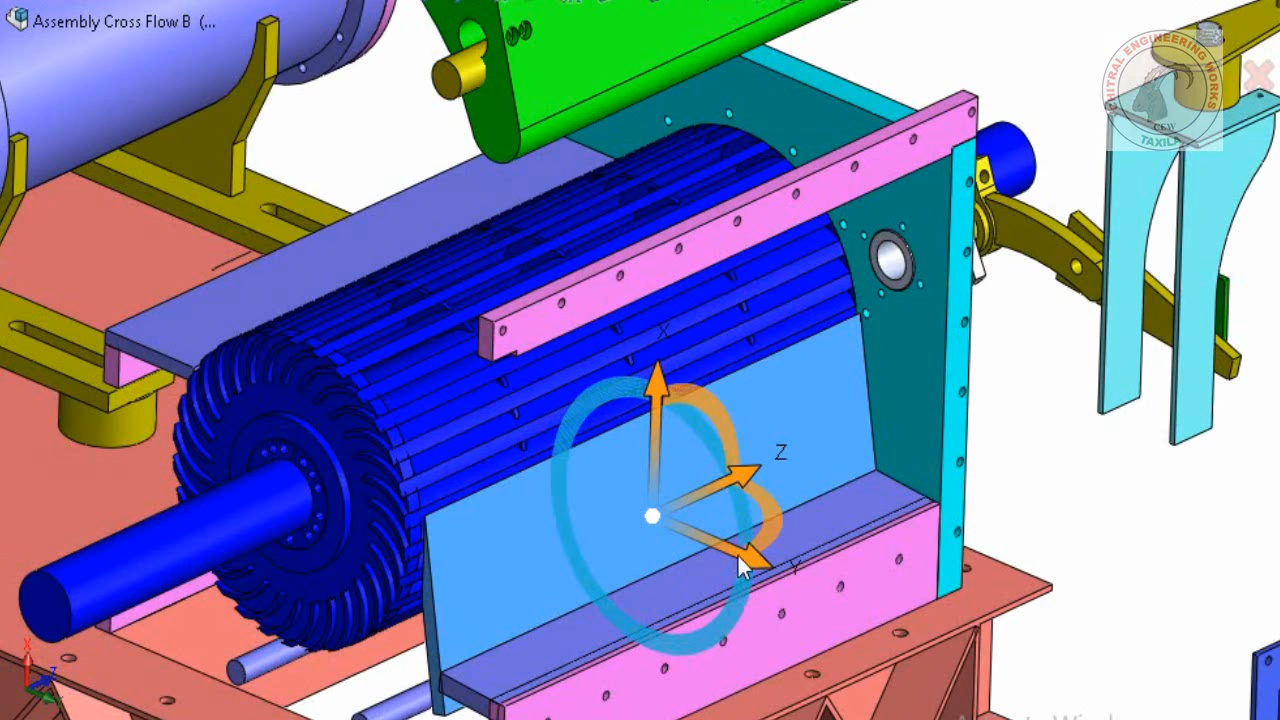 Assembly Cross Flow B (...
CHITRAL ENGINEERING WORKS
CEW
TAXILA
X
Z
Y
X
Z